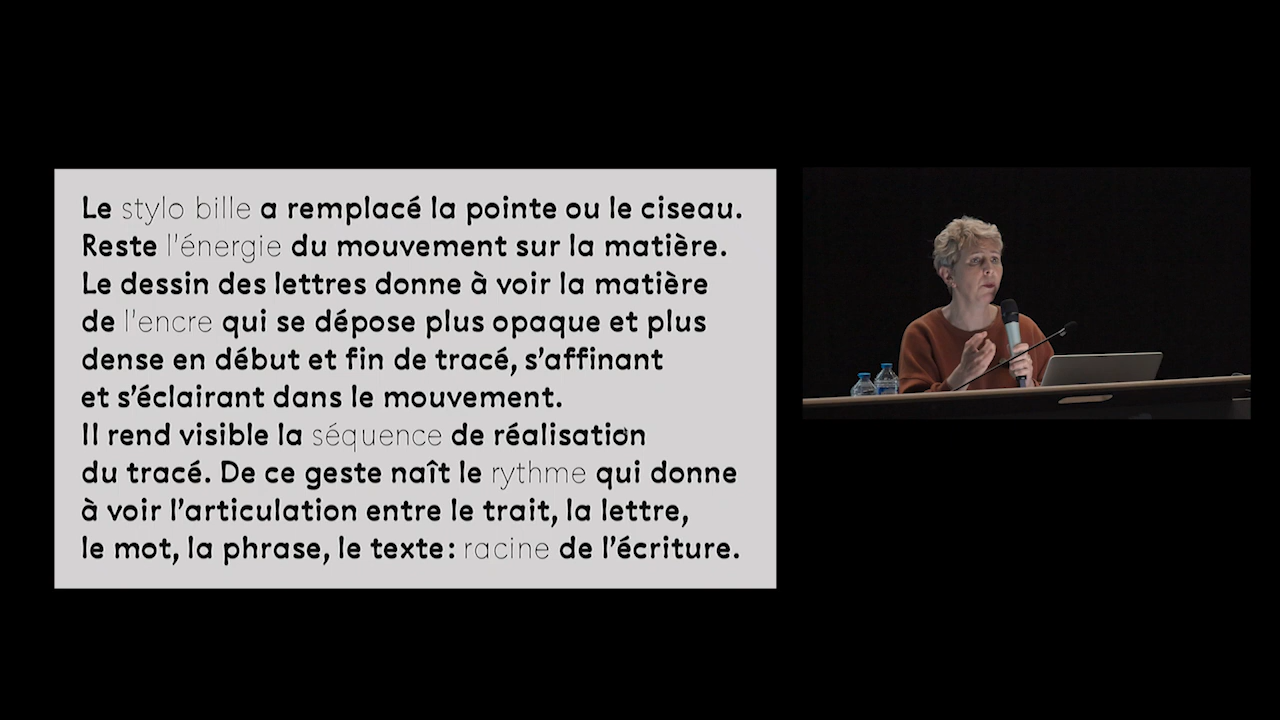 Le stylo bille a remplacé la pointe ou le ciseau.
Reste l'énergie du mouvement sur la matière.
Le dessin des lettres donne à voir la matière
de l'encre qui se dépose plus opaque et plus
dense en début et fin de tracé, s'affinant
et s'éclairant dans le mouvement.
Il rend visible la séquence de réalisation
du tracé. De ce geste naît le rythme qui donne
à voir l'articulation entre le trait, la lettre,
le mot, la phrase, le texte : racine de l'écriture.